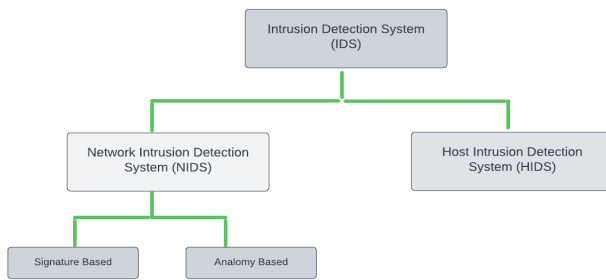 Intrusion Detection System
(IDS)
Network Intrusion Detection
System (NIDS)
Host Intrusion Detection
System (HIDS)
Signature Based
Analomy Based